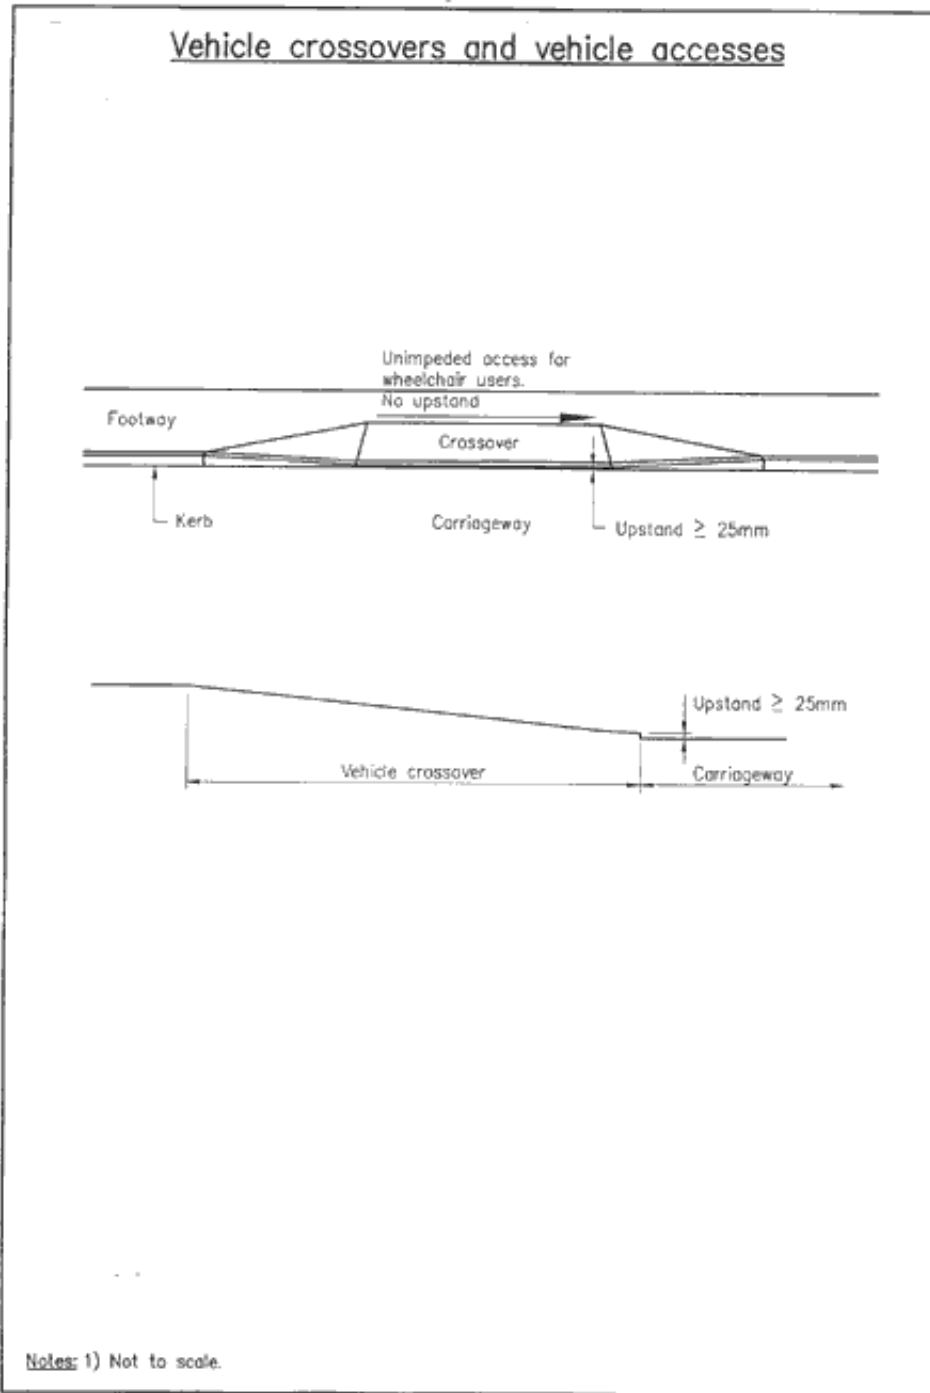 Vehicle crossovers and vehicle accesses
Unimpeded access for
wheelchair users.
No upstand
Footway
Crossover
Kerb
Carriageway
Upstand ≥ 25mm
Upstand ≥ 25mm
Vehicle crossover
Carriageway
Notes: 1) Not to scale.